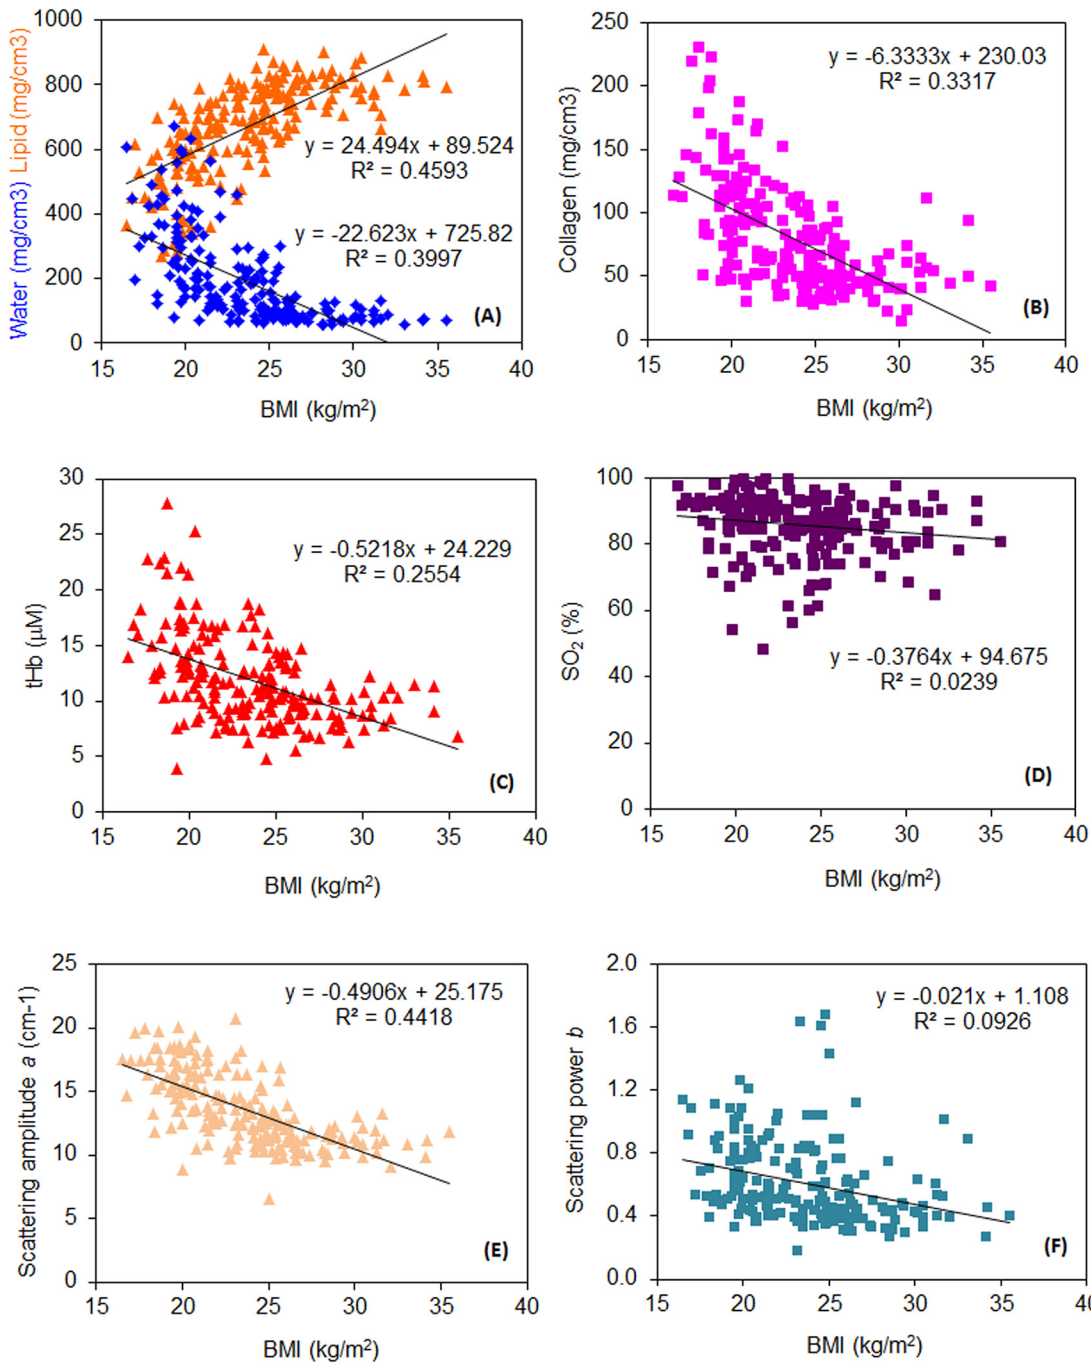 Water (mg/cm3) Lipid (mg/cm3)
1000
800
600
400
200
0
y = 24.494x + 89.524
R² = 0.4593
y = -22.623x + 725.82
R² = 0.3997
(A)
15 20 25 30 35 40
BMI (kg/m²)
Collagen (mg/cm3)
250
200
150
100
50
0
y = -6.3333x + 230.03
R² = 0.3317
(B)
15 20 25 30 35 40
BMI (kg/m²)
tHb (µM)
30
25
20
15
10
5
0
y = -0.5218x + 24.229
R² = 0.2554
(C)
15 20 25 30 35 40
BMI (kg/m²)
SO₂ (%)
100
80
60
40
20
0
y = -0.3764x + 94.675
R² = 0.0239
(D)
15 20 25 30 35 40
BMI (kg/m²)
Scattering amplitude a (cm-1)
25
20
15
10
5
0
y = -0.4906x + 25.175
R² = 0.4418
(E)
15 20 25 30 35 40
BMI (kg/m²)
Scattering power b
2.0
1.6
1.2
0.8
0.4
0.0
y = -0.021x + 1.108
R² = 0.0926
(F)
15 20 25 30 35 40
BMI (kg/m²)